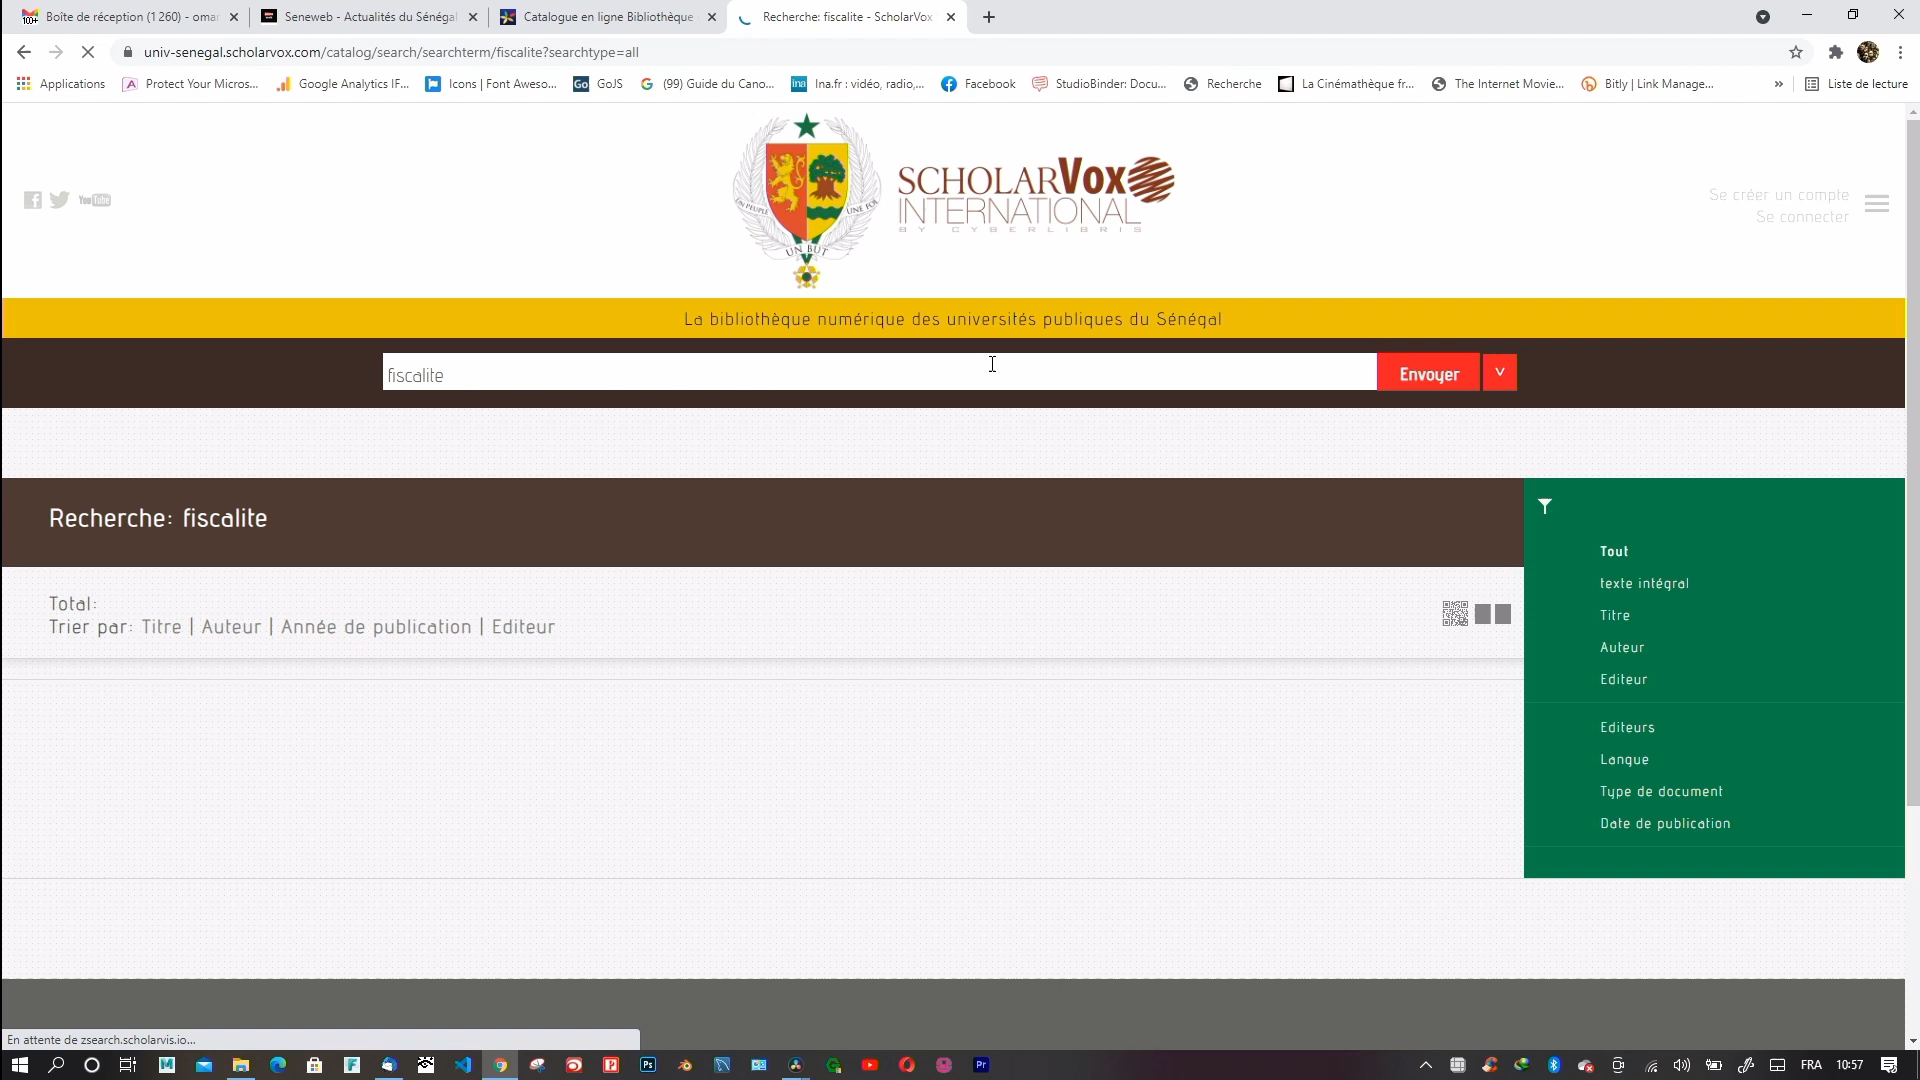 Boîte de réception (1 260) - omar
Seneweb - Actualités du Sénégal
Catalogue en ligne Bibliothèque
Recherche: fiscalite - ScholarVox
univ-senegal.scholarvox.com/catalog/search/searchterm/fiscalite?searchtype=all
Applications
Protect Your Micros...
Google Analytics IF...
Icons | Font Aweso...
Go GoJS
(99) Guide du Cano...
ina Ina.fr : vidéo, radio,...
Facebook
StudioBinder: Docu...
Recherche
La Cinémathèque fr...
The Internet Movie...
Bitly | Link Manage...
»
Liste de lecture
You Tube
UN PEUPLE UNE FOI
UN BUT
SCHOLARVOX
INTERNATIONAL
BY CYBERLIBRIS
Se créer un compte
Se connecter
La bibliothèque numérique des universités publiques du Sénégal
fiscalite
Envoyer
v
Recherche: fiscalite
Total:
Trier par: Titre | Auteur | Année de publication | Editeur
Tout
texte intégral
Titre
Auteur
Editeur
Editeurs
Langue
Type de document
Date de publication
En attente de zsearch.scholarvis.io...
FRA
10:57